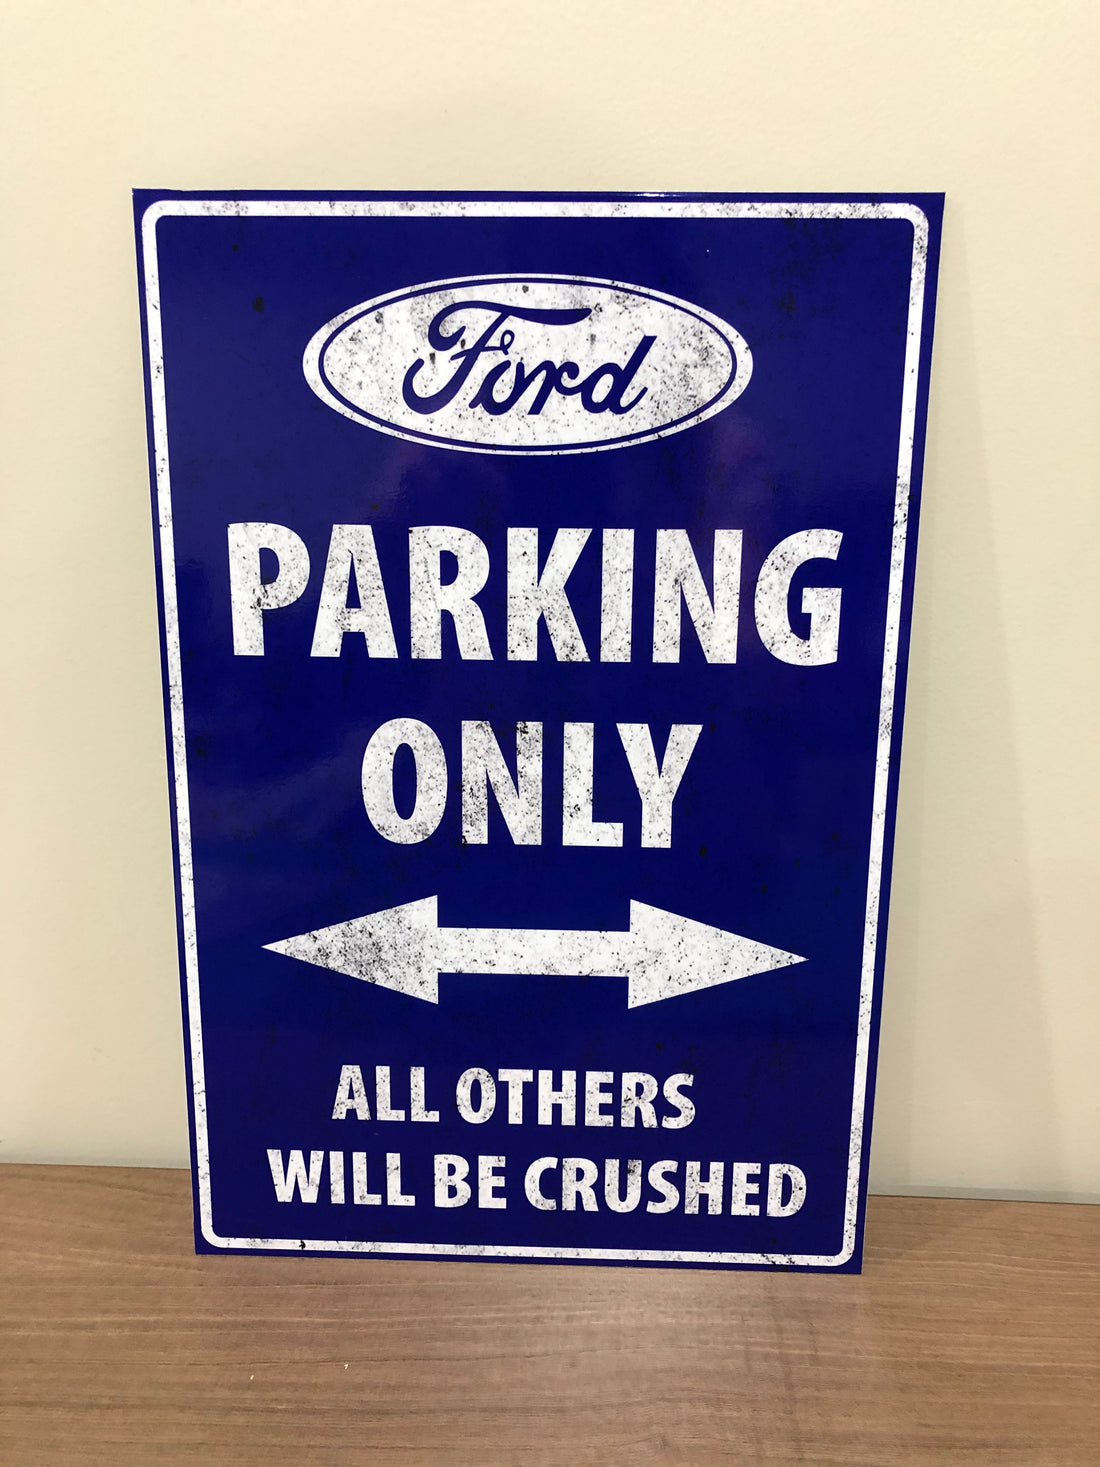 Ford
PARKING
ONLY
ALL OTHERS
WILL BE CRUSHED